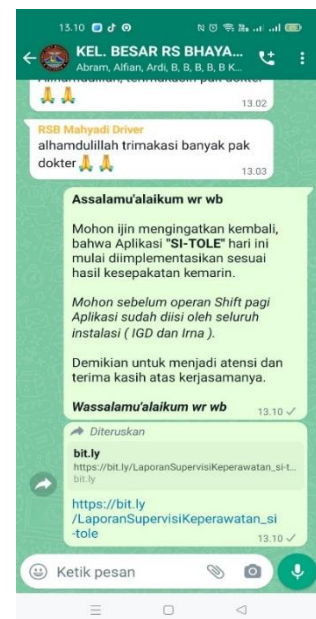 13.10
KEL. BESAR RS BHAYA...
Abram, Alfian, Ardi, B, B, B, B, B K...
🙏🙏
13.02
RSB Mahyadi Driver
alhamdulillah trimakasi banyak pak
dokter🙏🙏
13.03
Assalamu'alaikum wr wb
Mohon ijin mengingatkan kembali,
bahwa Aplikasi "SI-TOLE" hari ini
mulai diimplementasikan sesuai
hasil kesepakatan kemarin.
Mohon sebelum operan Shift pagi
Aplikasi sudah diisi oleh seluruh
instalasi ( IGD dan Irna ).
Demikian untuk menjadi atensi dan
terima kasih atas kerjasamanya.
Wassalamu'alaikum wr wb
13.10
Diteruskan
bit.ly
https://bit.ly/LaporanSupervisiKeperawatan_si-t...
bit.ly
https://bit.ly
/LaporanSupervisiKeperawatan_si
-tole
13.10
Ketik pesan